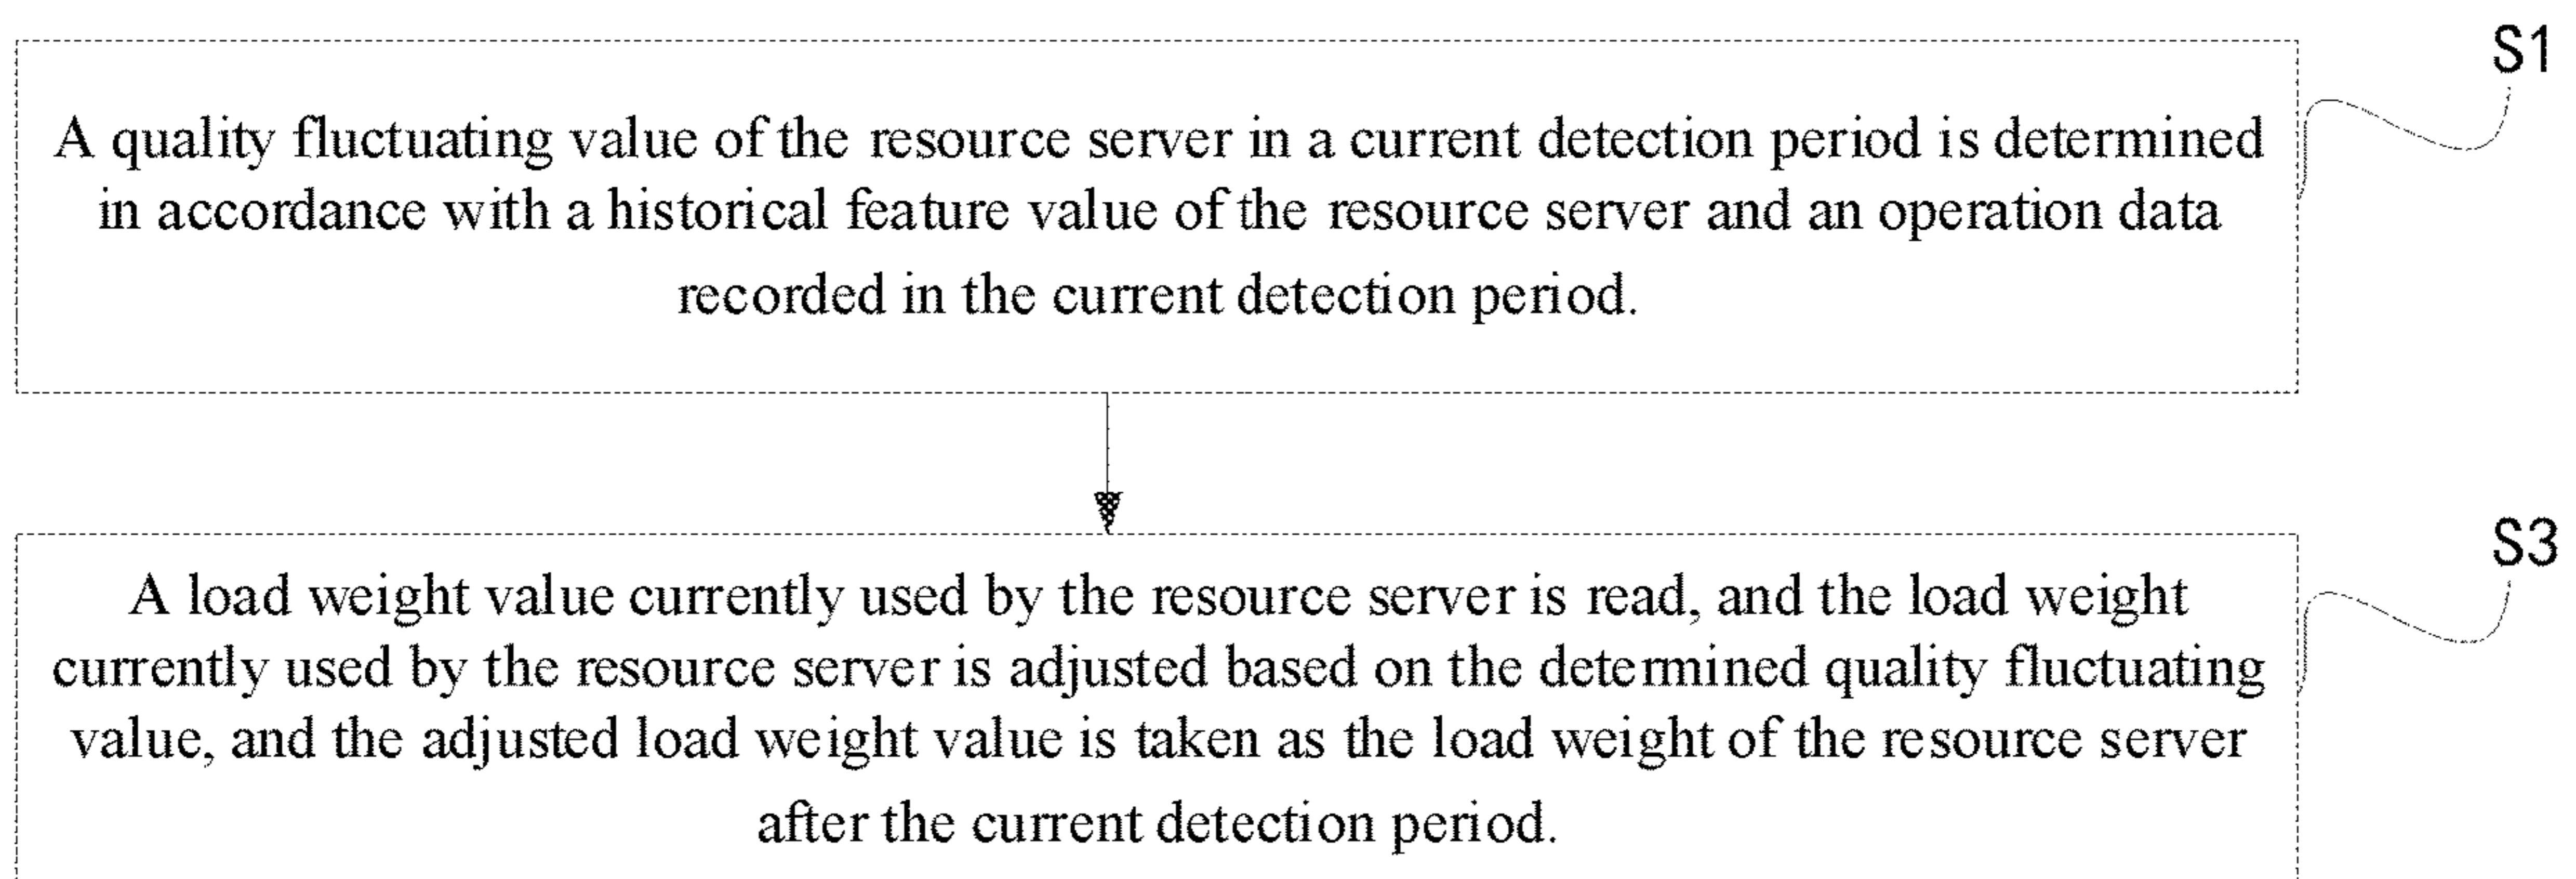 S1
A quality fluctuating value of the resource server in a current detection period is determined
in accordance with a historical feature value of the resource server and an operation data
recorded in the current detection period.
S3
A load weight value currently used by the resource server is read, and the load weight
currently used by the resource server is adjusted based on the determined quality fluctuating
value, and the adjusted load weight value is taken as the load weight of the resource server
after the current detection period.